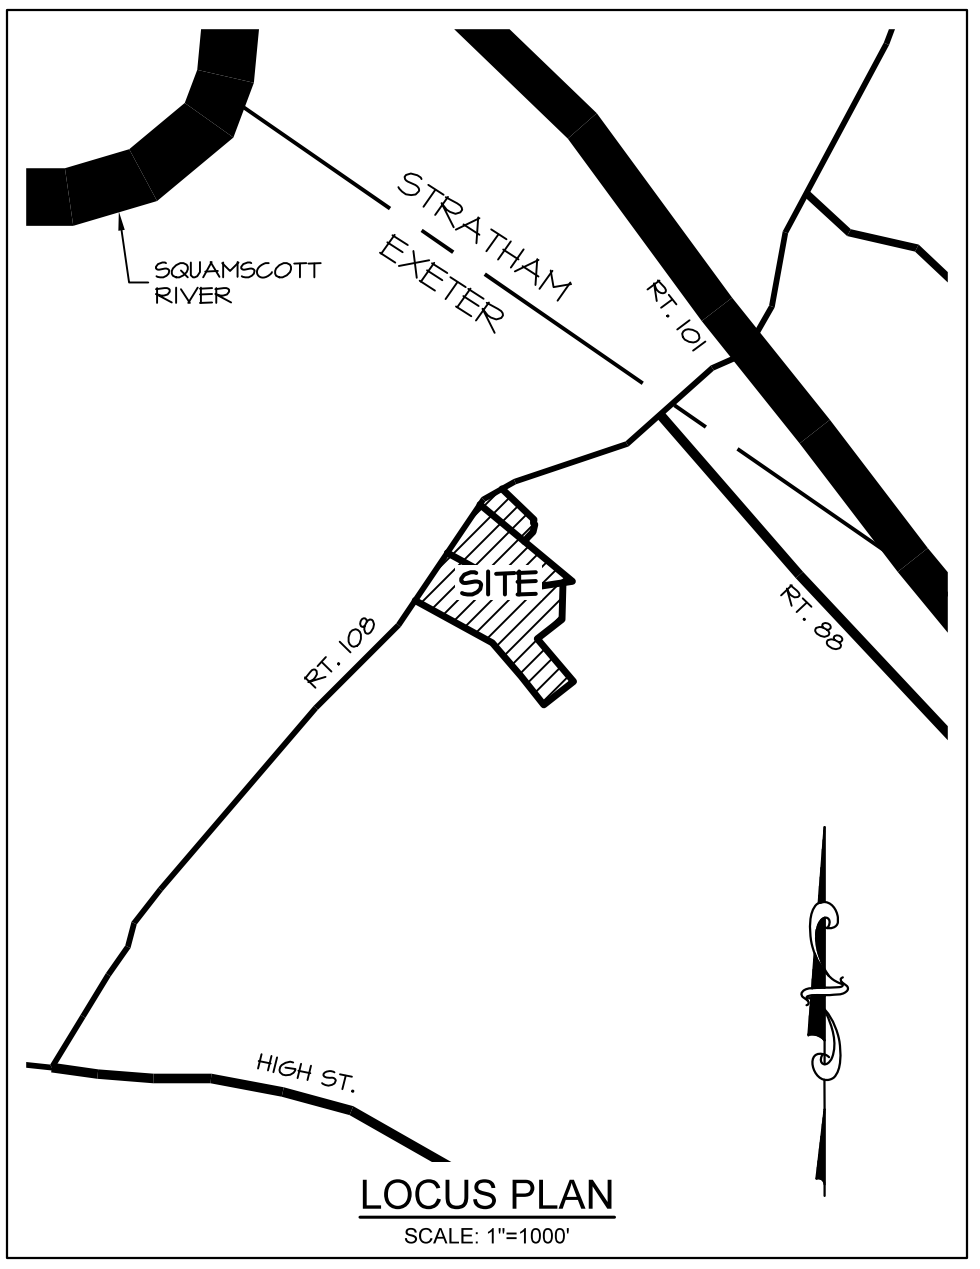 STRATHAM
EXETER
SQUAMSCOTT
RIVER
RT. 101
SITE
RT. 88
RT. 108
HIGH ST.
LOCUS PLAN
SCALE: 1"=1000'